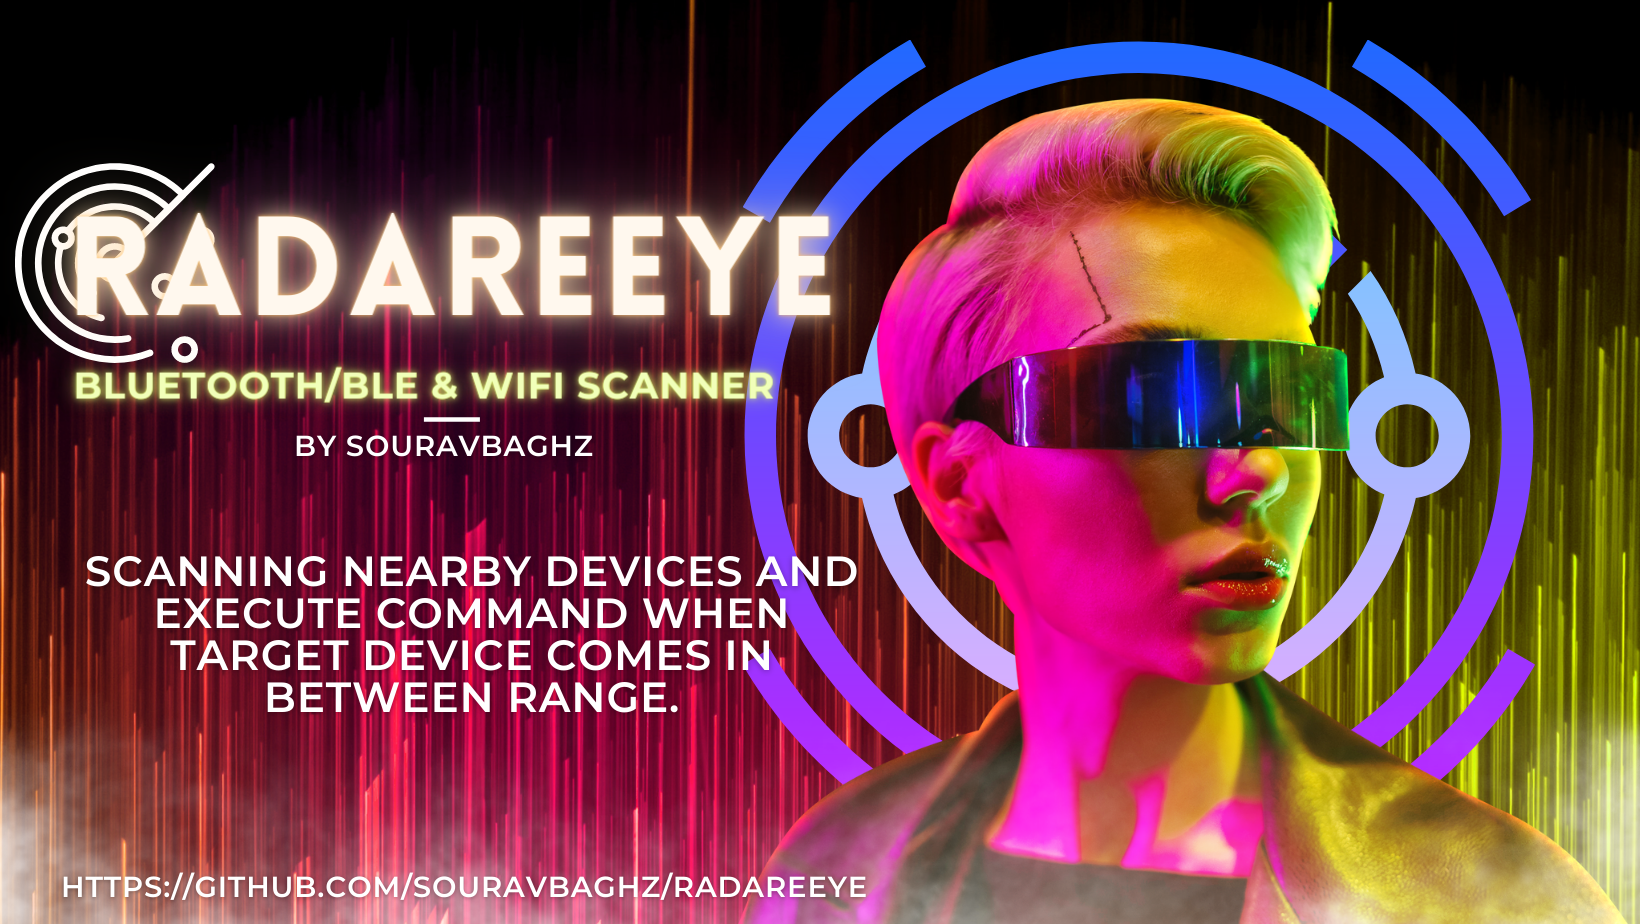 RADAREEYE
BLUETOOTH/BLE & WIFI SCANNER
BY SOURAVBAGHZ
SCANNING NEARBY DEVICES AND
EXECUTE COMMAND WHEN
TARGET DEVICE COMES IN
BETWEEN RANGE.
HTTPS://GITHUB.COM/SOURAVBAGHZ/RADAREEYE